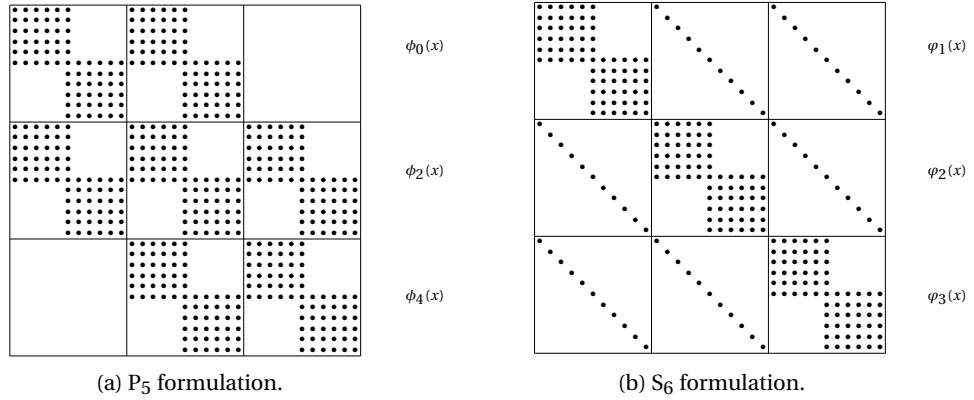 ϕ₀(x)
φ₁(x)
ϕ₂(x)
φ₂(x)
ϕ₄(x)
φ₃(x)
(a) P₅ formulation.
(b) S₆ formulation.